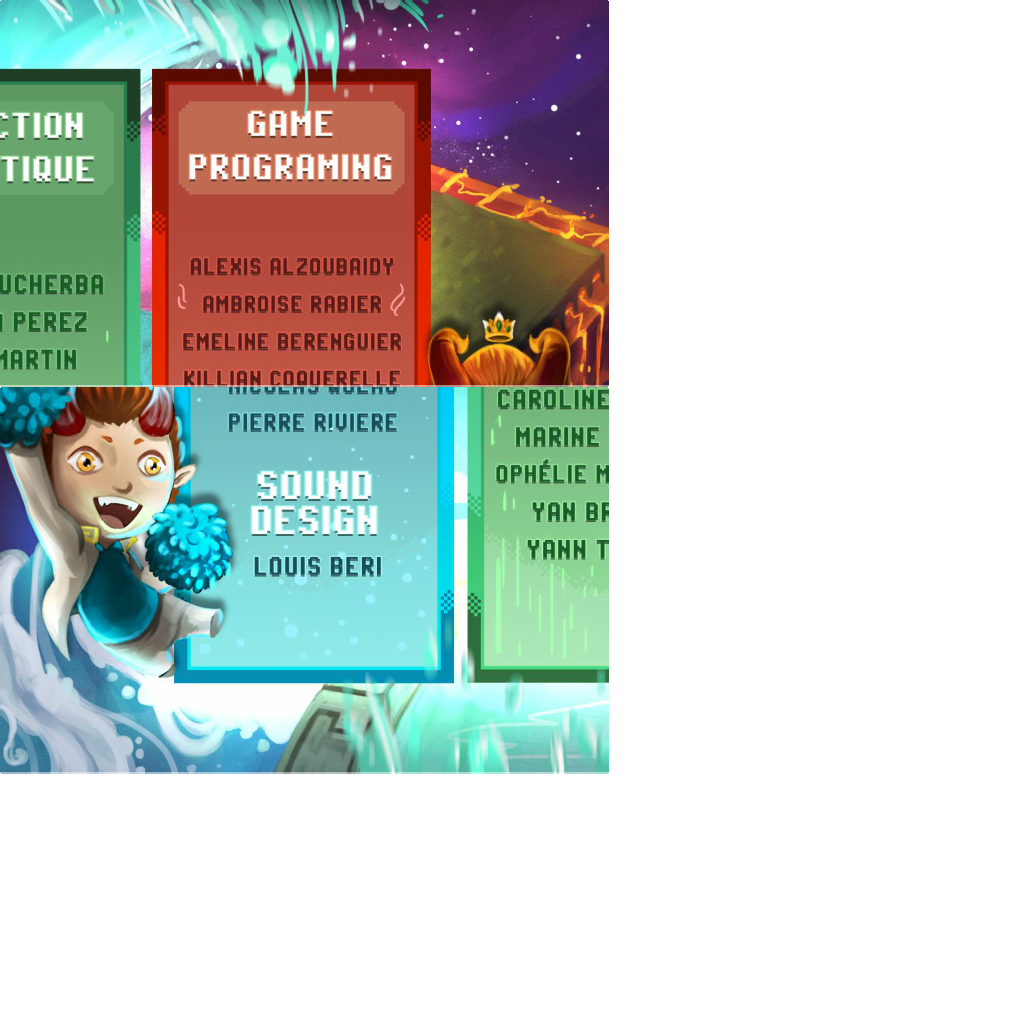 CTION
TIQUE
UCHERBA
PEREZ
MARTIN
GAME
PROGRAMING
ALEXIS ALZOUBAIDY
AMBROISE RABIER
EMELINE BERENGUIER
KILLIAN COQUERELLE
PIERRE RIVIERE
SOUND
DESIGN
LOUIS BERI
CAROLINE
MARINE
OPHÉLIE M
YAN BR
YANN T